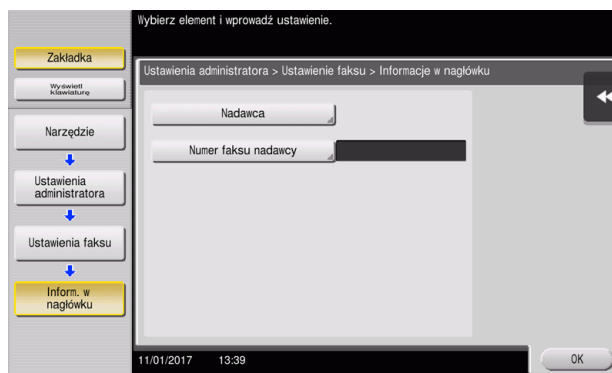 Wybierz element i wprowadź ustawienie.
Zakładka
Wyświetl
klawiaturę
Narzędzie
Ustawienia
administratora
Ustawienia faksu
Inform. w
nagłówku
Ustawienia administratora > Ustawienie faksu > Informacje w nagłówku
Nadawca
Numer faksu nadawcy
11/01/2017 13:39
OK